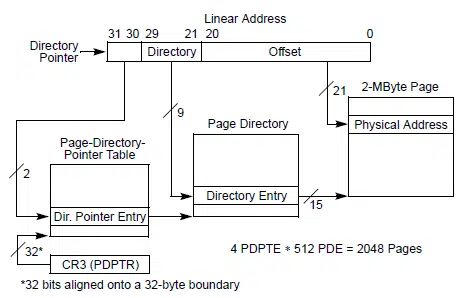 Linear Address
31 30 29 21 20 0
Directory
Pointer
Directory
Offset
21
2-MByte Page
9
Page Directory
Physical Address
Page-Directory-
Pointer Table
2
Directory Entry
15
Dir. Pointer Entry
4 PDPTE * 512 PDE = 2048 Pages
32*
CR3 (PDPTR)
*32 bits aligned onto a 32-byte boundary